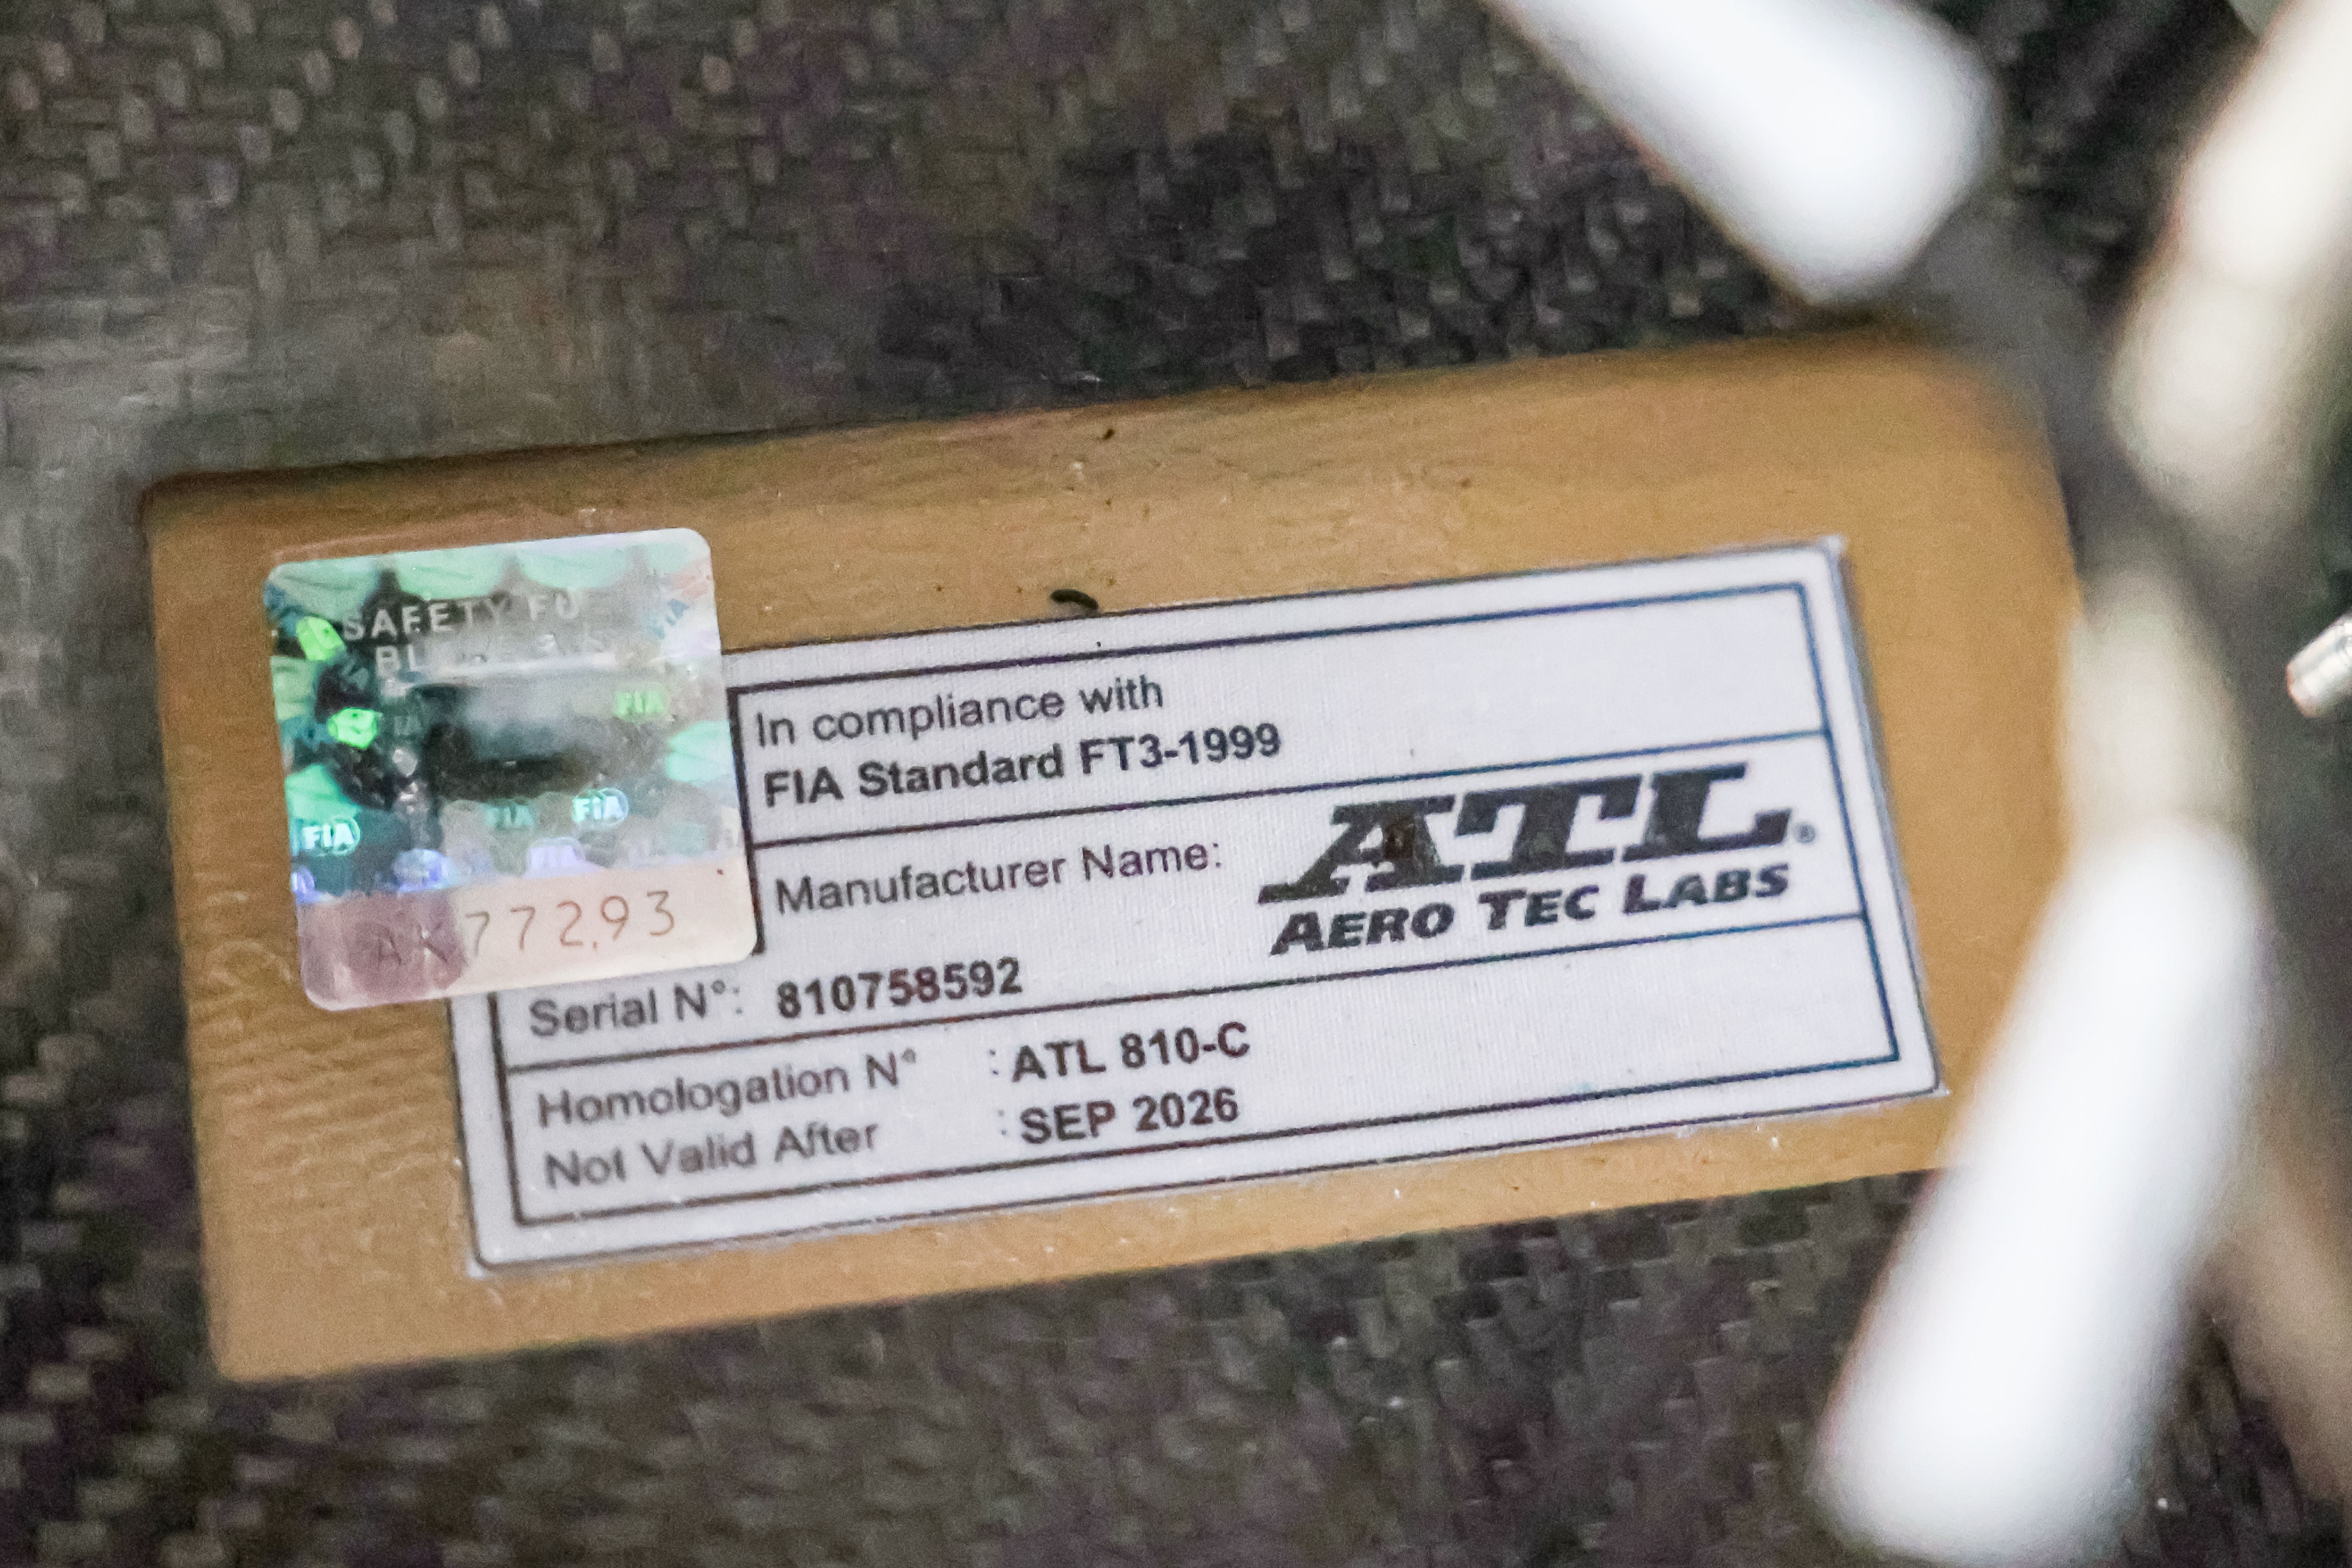 SAFETY FU
In compliance with
FIA Standard FT3-1999
FIA
FIA
FIA
FIA
Manufacturer Name:
ATL®
AERO TEC LABS
AK77293
Serial N°: 810758592
Homologation N° : ATL 810-C
Not Valid After : SEP 2026